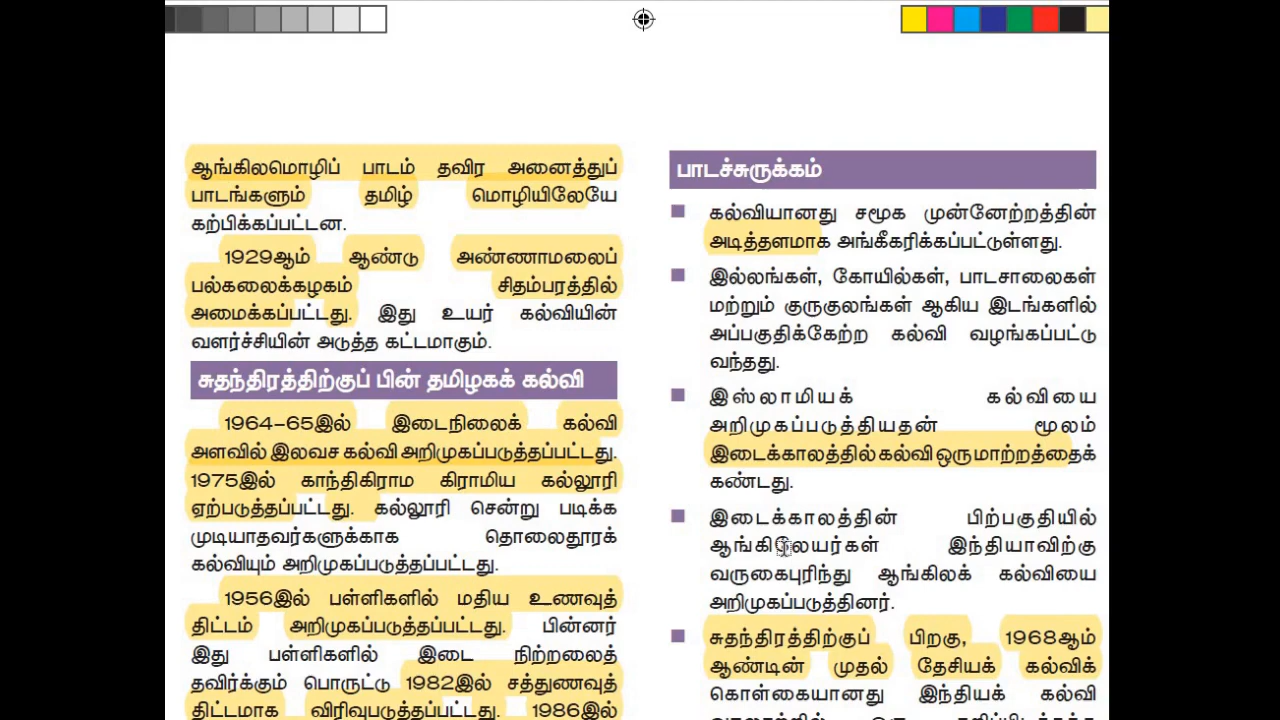 ஆங்கிலமொழிப் பாடம் தவிர அனைத்துப்
பாடங்களும் தமிழ் மொழியிலேயே
கற்பிக்கப்பட்டன.
1929ஆம் ஆண்டு அண்ணாமலைப்
பல்கலைக்கழகம் சிதம்பரத்தில்
அமைக்கப்பட்டது. இது உயர் கல்வியின்
வளர்ச்சியின் அடுத்த கட்டமாகும்.
சுதந்திரத்திற்குப் பின் தமிழகக் கல்வி
1964–65இல் இடைநிலைக் கல்வி
அளவில் இலவச கல்வி அறிமுகப்படுத்தப்பட்டது.
1975இல் காந்திகிராம கிராமிய கல்லூரி
ஏற்படுத்தப்பட்டது. கல்லூரி சென்று படிக்க
முடியாதவர்களுக்காக தொலைதூரக்
கல்வியும் அறிமுகப்படுத்தப்பட்டது.
1956இல் பள்ளிகளில் மதிய உணவுத்
திட்டம் அறிமுகப்படுத்தப்பட்டது. பின்னர்
இது பள்ளிகளில் இடை நிற்றலைத்
தவிர்க்கும் பொருட்டு 1982இல் சத்துணவுத்
திட்டமாக விரிவுபடுத்தப்பட்டது. 1986இல்
பாடச்சுருக்கம்
கல்வியானது சமூக முன்னேற்றத்தின்
அடித்தளமாக அங்கீகரிக்கப்பட்டுள்ளது.
இல்லங்கள், கோயில்கள், பாடசாலைகள்
மற்றும் குருகுலங்கள் ஆகிய இடங்களில்
அப்பகுதிக்கேற்ற கல்வி வழங்கப்பட்டு
வந்தது.
இஸ்லாமியக் கல்வியை
அறிமுகப்படுத்தியதன் மூலம்
இடைக்காலத்தில் கல்வி ஒரு மாற்றத்தைக்
கண்டது.
இடைக்காலத்தின் பிற்பகுதியில்
ஆங்கிலேயர்கள் இந்தியாவிற்கு
வருகைபுரிந்து ஆங்கிலக் கல்வியை
அறிமுகப்படுத்தினர்.
சுதந்திரத்திற்குப் பிறகு, 1968ஆம்
ஆண்டின் முதல் தேசியக் கல்விக்
கொள்கையானது இந்தியக் கல்வி